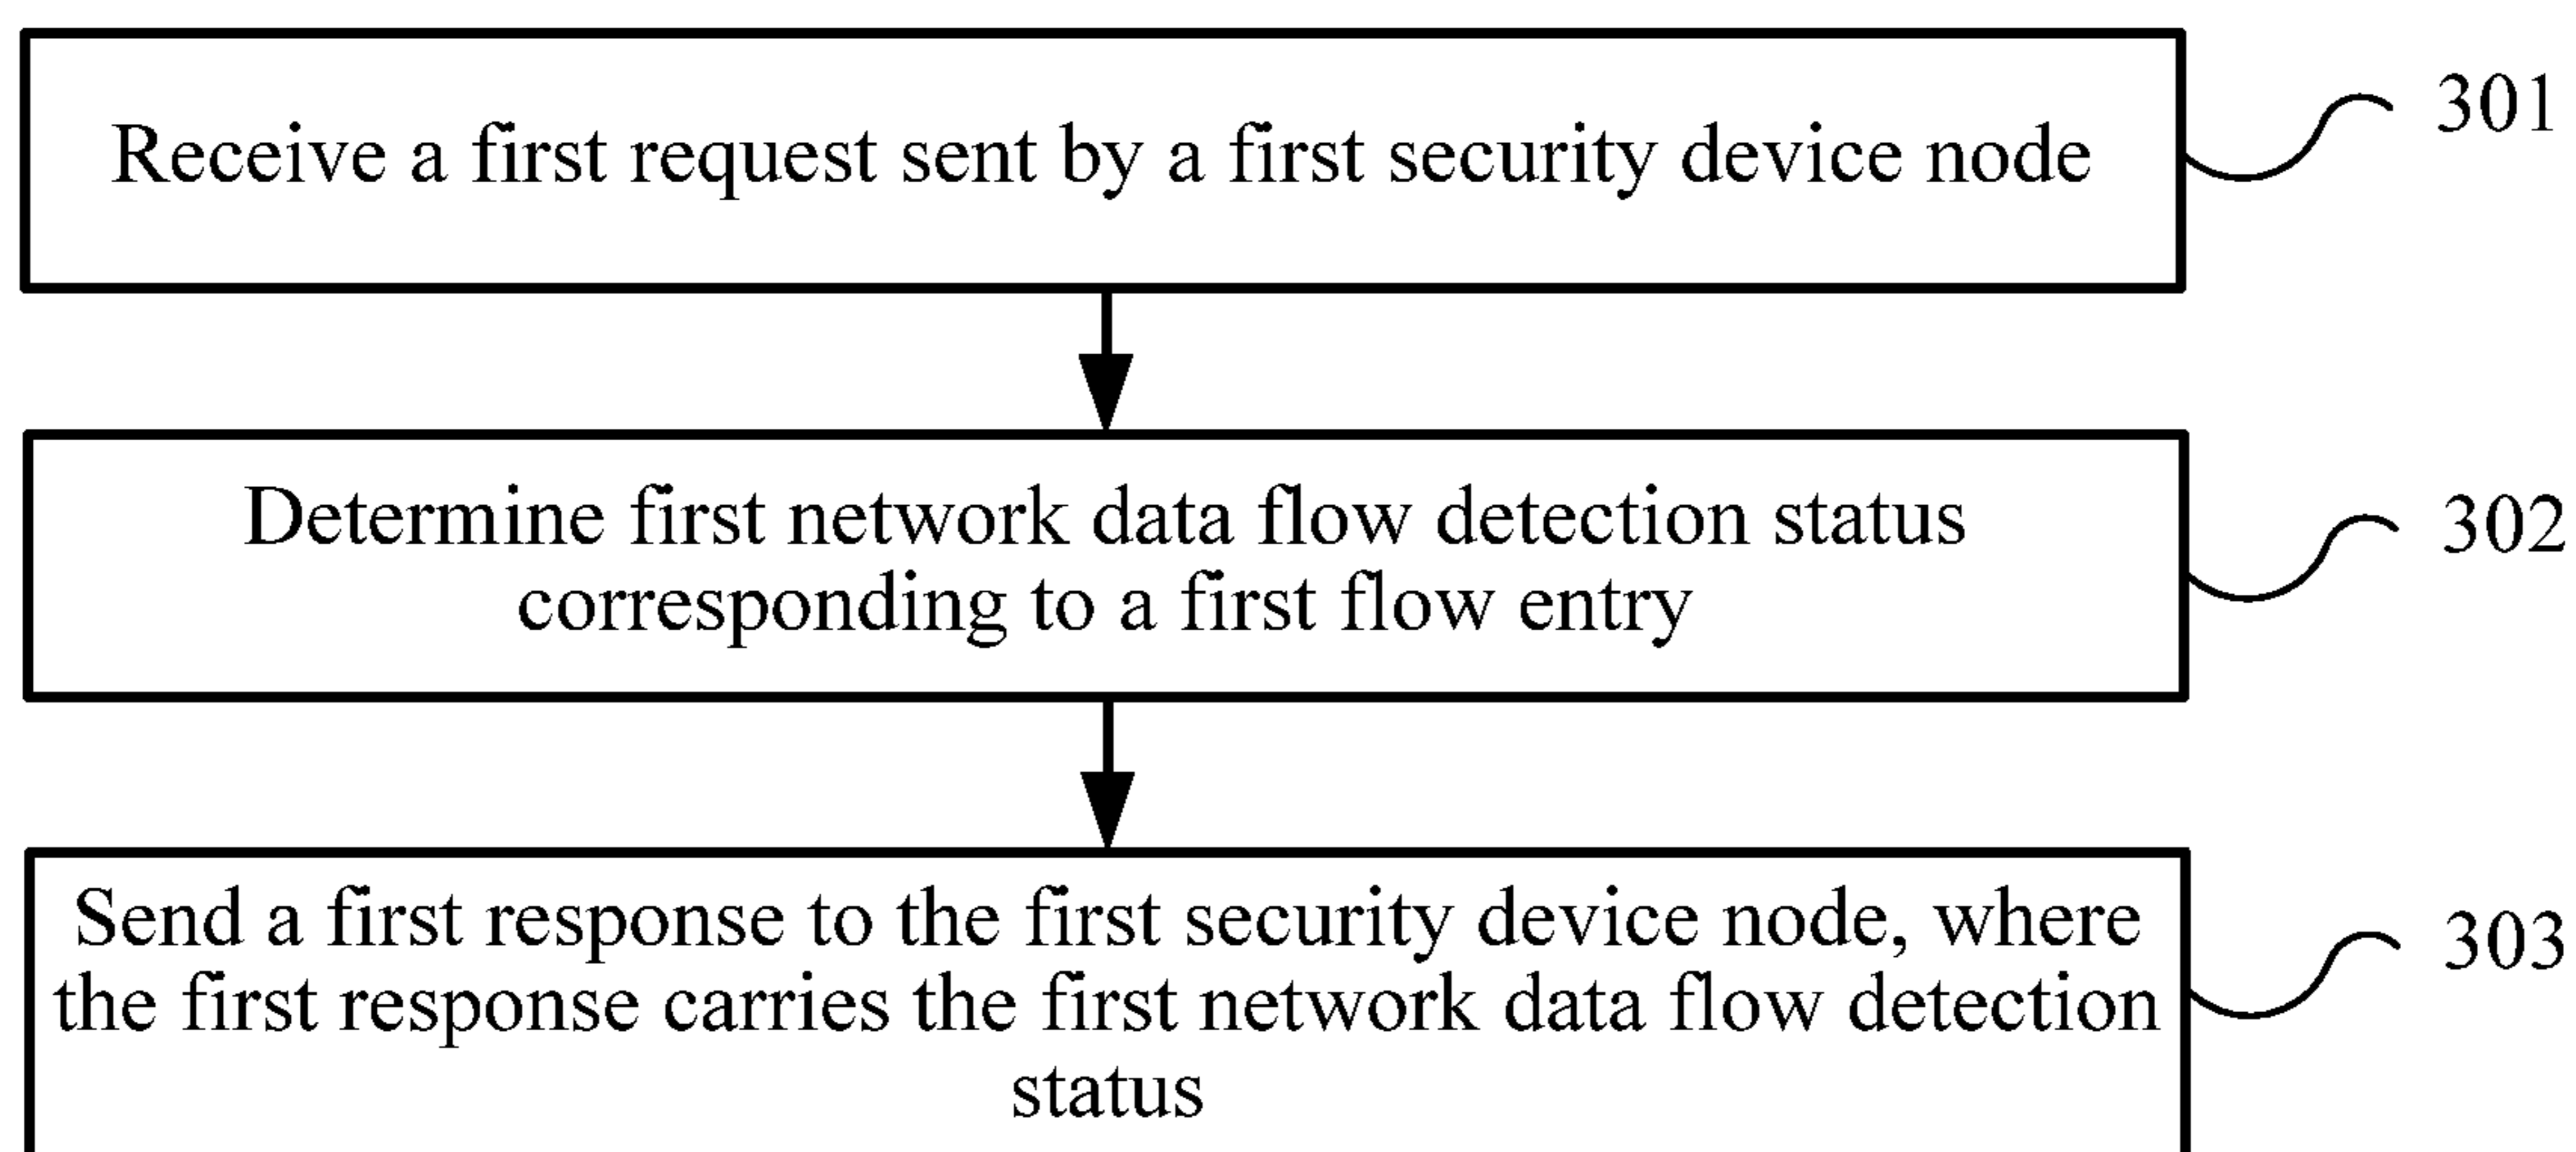 Receive a first request sent by a first security device node
301
Determine first network data flow detection status
corresponding to a first flow entry
302
Send a first response to the first security device node, where
the first response carries the first network data flow detection
status
303